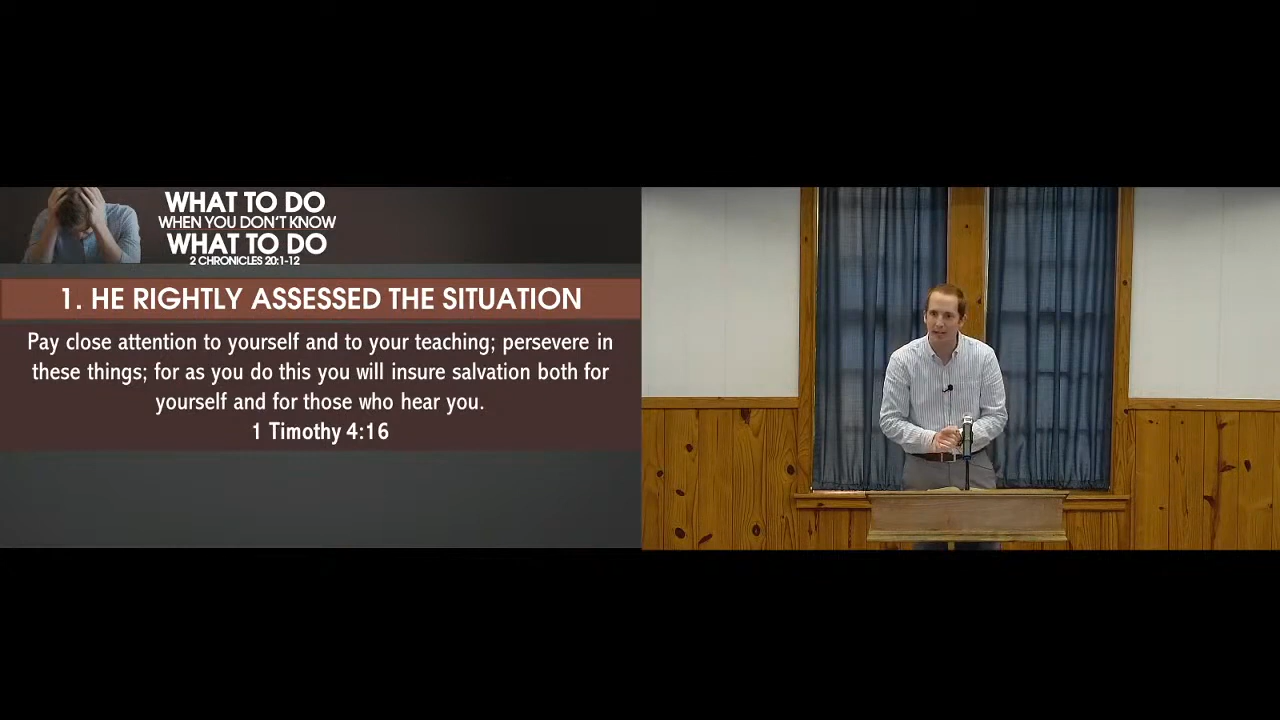 WHAT TO DO
WHEN YOU DON'T KNOW
WHAT TO DO
2 CHRONICLES 20:1-12
1. HE RIGHTLY ASSESSED THE SITUATION
Pay close attention to yourself and to your teaching; persevere in
these things; for as you do this you will insure salvation both for
yourself and for those who hear you.
1 Timothy 4:16